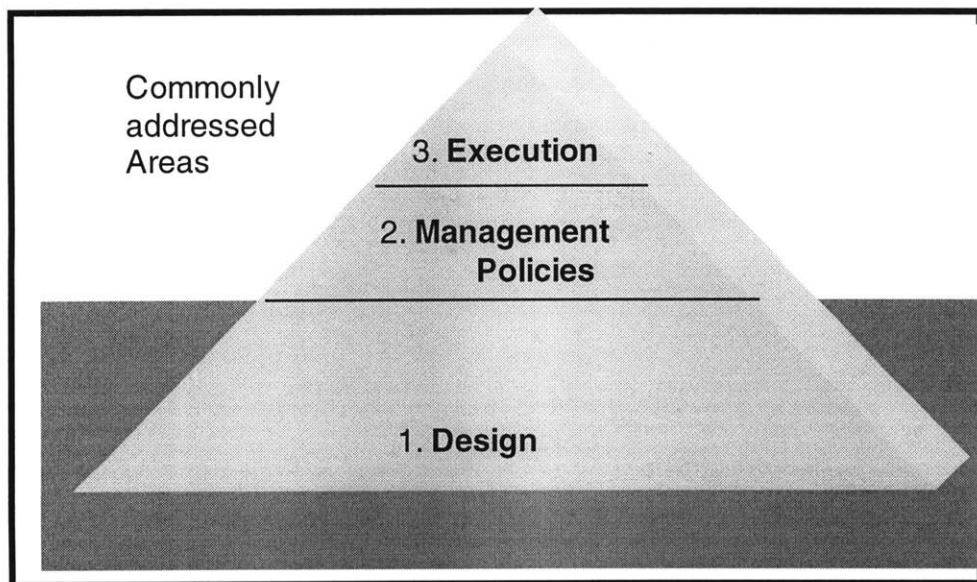 Commonly
addressed
Areas
3. Execution
2. Management
Policies
1. Design